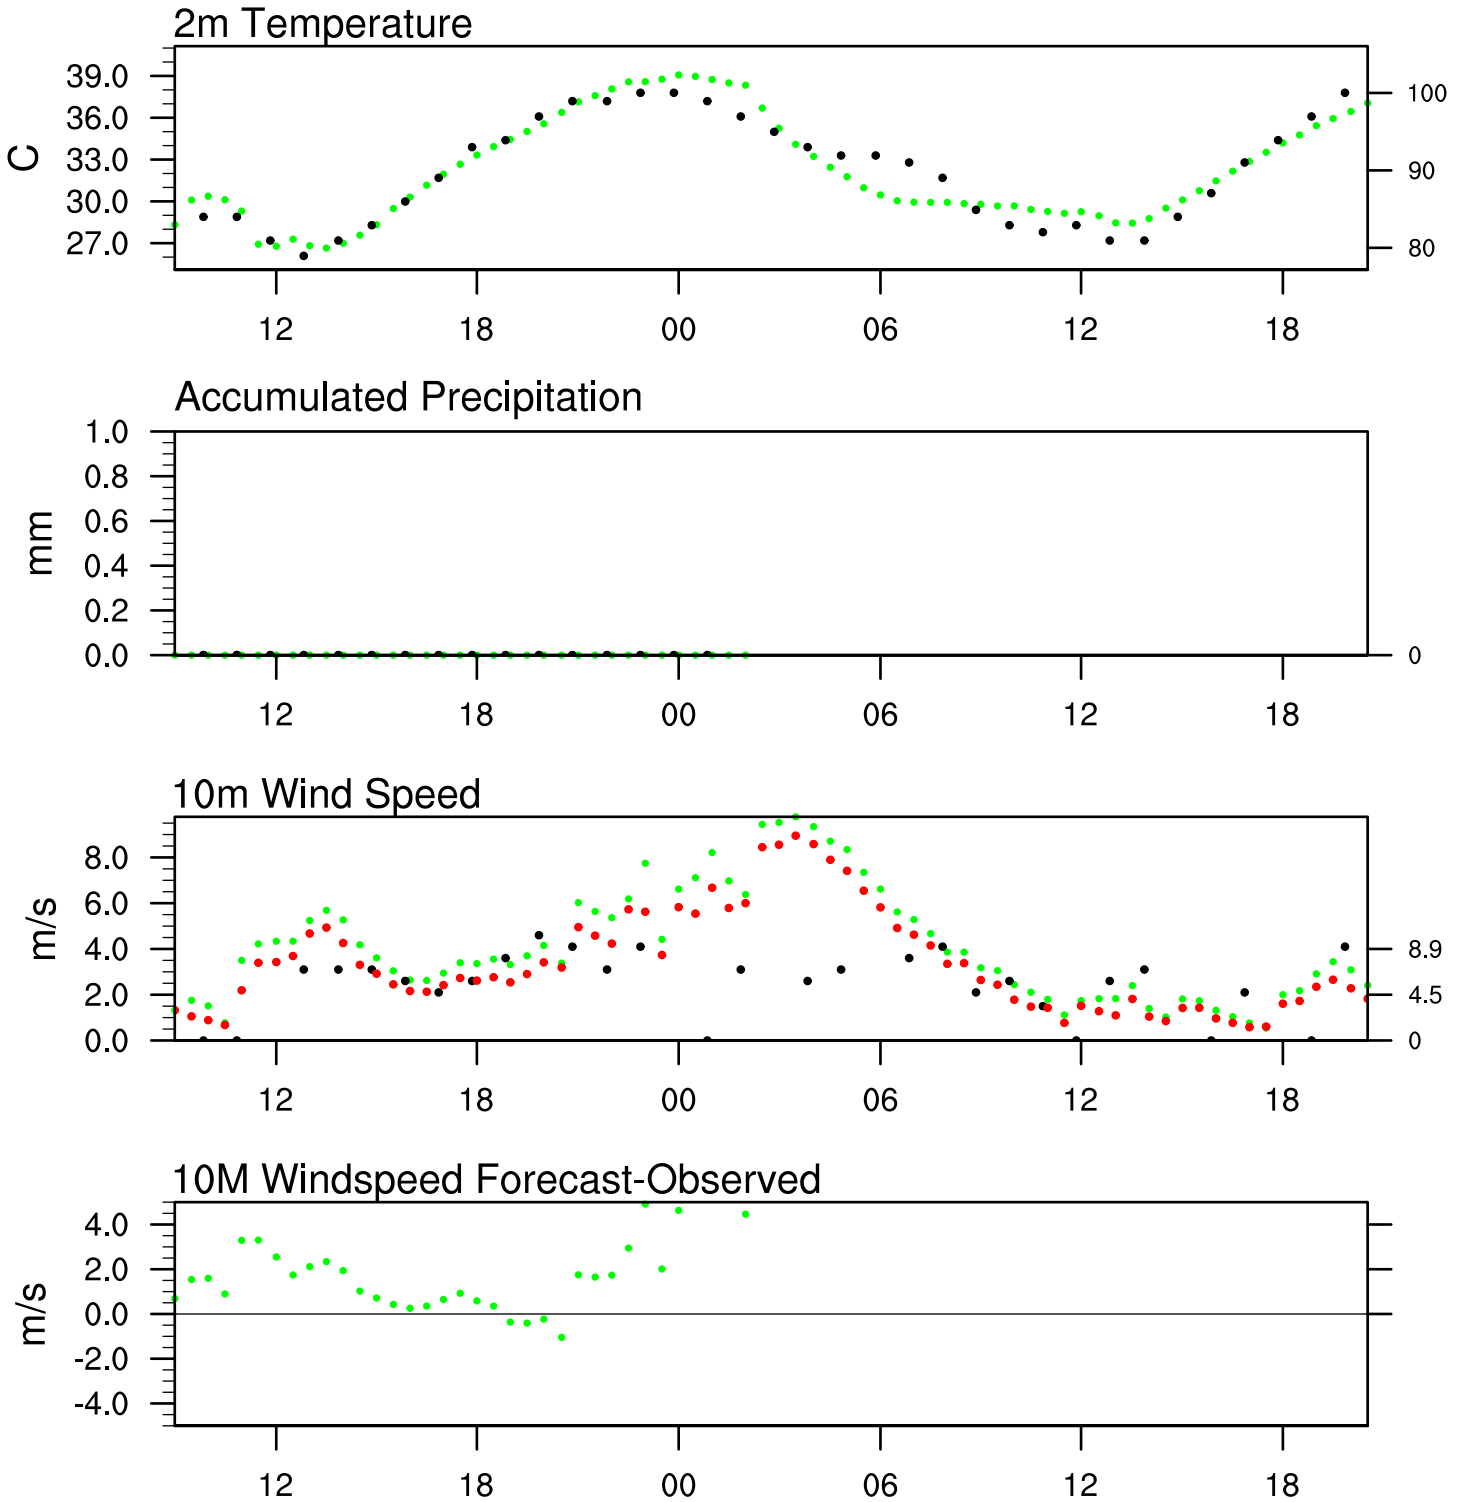 2m Temperature
39.0
36.0
33.0
30.0
27.0
C
100
90
80
12 18 00 06 12 18
Accumulated Precipitation
1.0
0.8
0.6
0.4
0.2
0.0
mm
0
12 18 00 06 12 18
10m Wind Speed
8.0
6.0
4.0
2.0
0.0
m/s
8.9
4.5
0
12 18 00 06 12 18
10M Windspeed Forecast-Observed
4.0
2.0
0.0
-2.0
-4.0
m/s
12 18 00 06 12 18